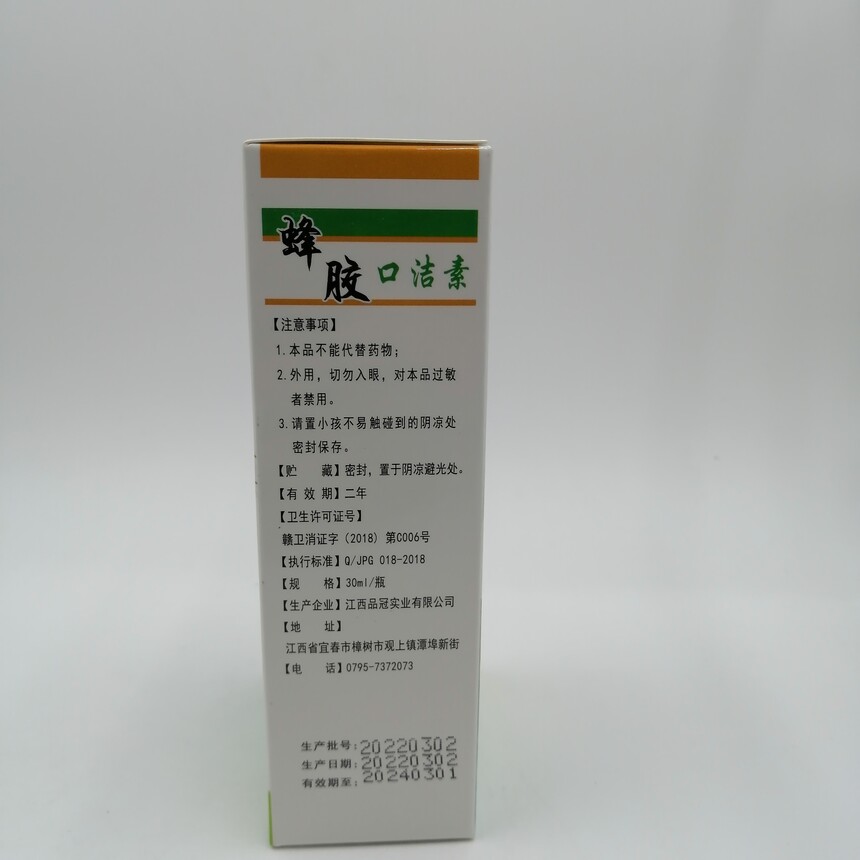 蜂胶口洁素
【注意事项】
1.本品不能代替药物；
2.外用，切勿入眼，对本品过敏
者禁用。
3.请置小孩不易触碰到的阴凉处
密封保存。
【贮　　藏】密封，置于阴凉避光处。
【有 效 期】二年
【卫生许可证号】
赣卫消证字（2018）第C006号
【执行标准】Q/JPG 018-2018
【规　　格】30ml/瓶
【生产企业】江西品冠实业有限公司
【地　　址】
江西省宜春市樟树市观上镇潭埠新街
【电　　话】0795-7372073
生产批号:20220302
生产日期:20220302
有效期至:20240301